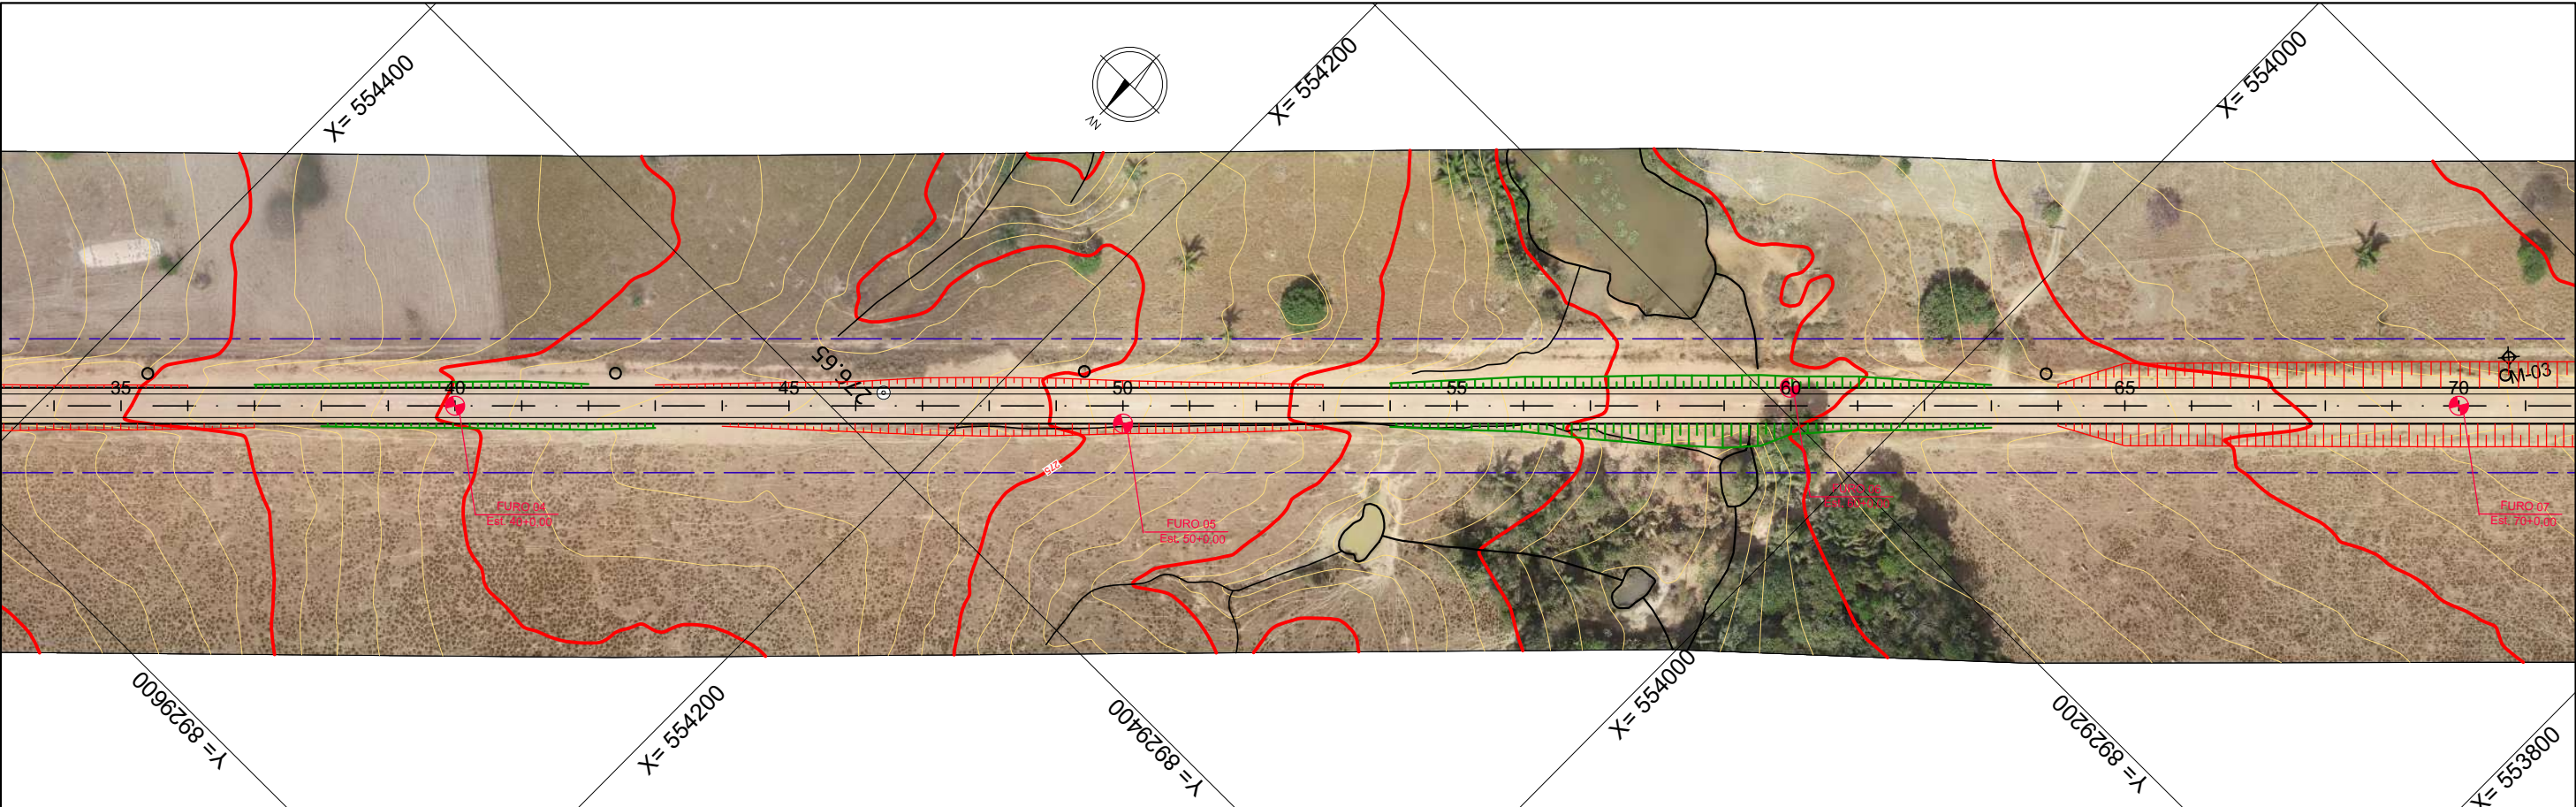 X= 554400
X= 554200
X= 554000
NV
35
40
45
50
55
60
65
70
276.65
M-03
275
FURO 04
Est. 40+0,00
FURO 05
Est. 50+0,00
FURO 07
Est. 70+0,00
Y= 8929600
X= 554200
Y= 8929400
X= 554000
Y= 8929200
X= 553800